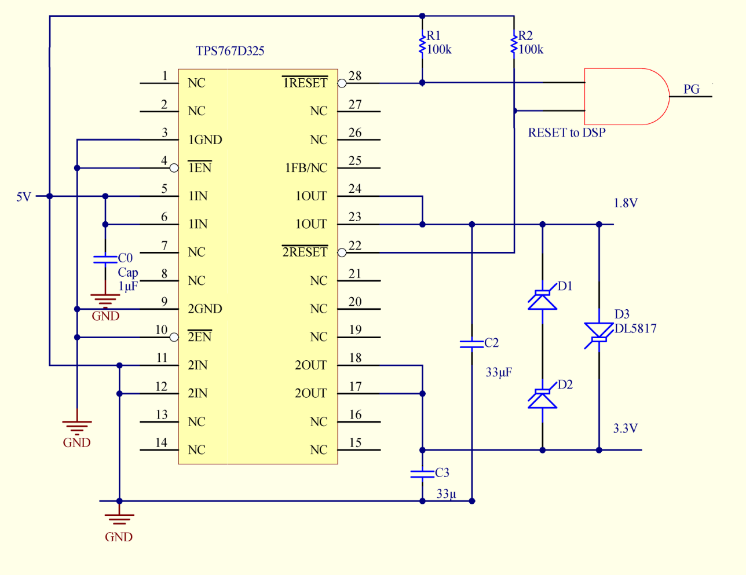 R1
100k
R2
100k
TPS767D325
1 NC 1RESET 28
2 NC NC 27
3 1GND NC 26
4 1EN 1FB/NC 25
5 1IN 1OUT 24
6 1IN 1OUT 23
7 NC 2RESET 22
8 NC NC 21
9 2GND NC 20
10 2EN NC 19
11 2IN 2OUT 18
12 2IN 2OUT 17
13 NC NC 16
14 NC NC 15
PG
RESET to DSP
5V
1.8V
C0
Cap
1μF
GND
D1
D3
DL5817
C2
33μF
D2
GND
3.3V
C3
33μ
GND